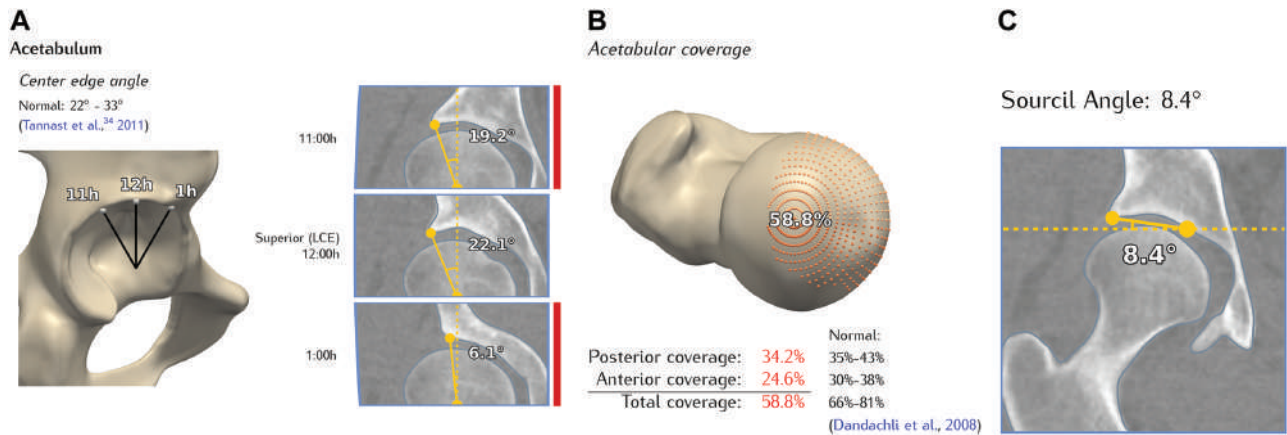 A
Acetabulum
Center edge angle
Normal: 22° - 33°
(Tannast et al.,³⁴ 2011)
11h
12h
1h
11:00h
19.2°
Superior (LCE)
12:00h
22.1°
1:00h
6.1°
B
Acetabular coverage
58.8%
Normal:
Posterior coverage: 34.2% 35%-43%
Anterior coverage: 24.6% 30%-38%
Total coverage: 58.8% 66%-81%
(Dandachli et al., 2008)
C
Sourcil Angle: 8.4°
8.4°